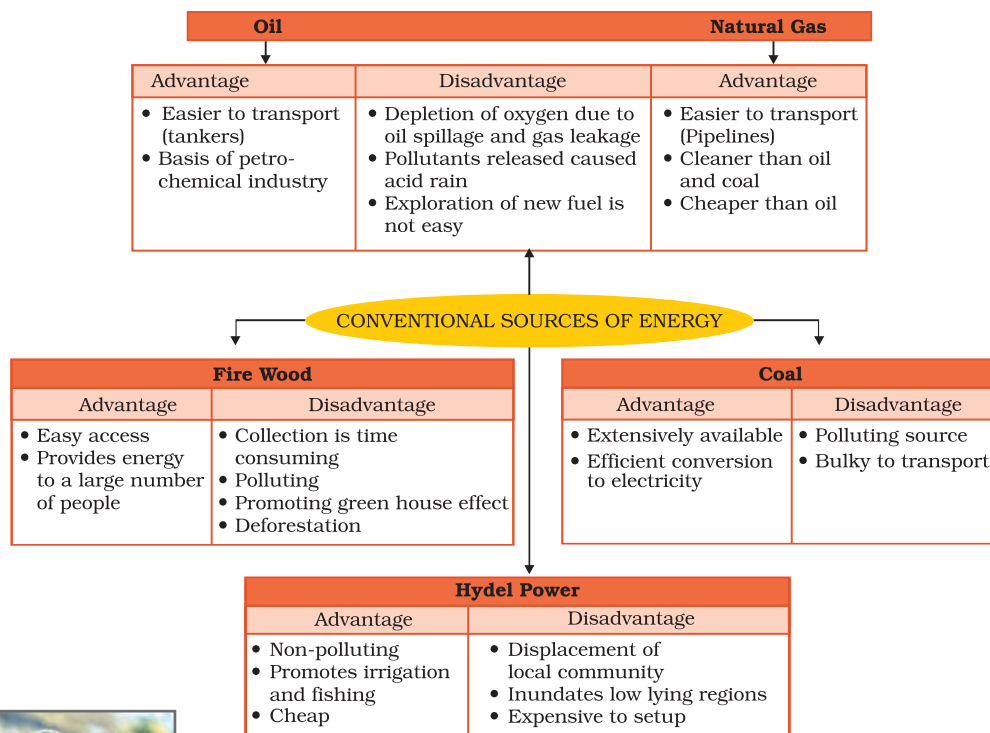 Oil
Natural Gas
Advantage
• Easier to transport
(tankers)
• Basis of petro-
chemical industry
Disadvantage
• Depletion of oxygen due to
oil spillage and gas leakage
• Pollutants released caused
acid rain
• Exploration of new fuel is
not easy
Advantage
• Easier to transport
(Pipelines)
• Cleaner than oil
and coal
• Cheaper than oil
CONVENTIONAL SOURCES OF ENERGY
Fire Wood
Advantage
• Easy access
• Provides energy
to a large number
of people
Disadvantage
• Collection is time
consuming
• Polluting
• Promoting green house effect
• Deforestation
Coal
Advantage
• Extensively available
• Efficient conversion
to electricity
Disadvantage
• Polluting source
• Bulky to transport
Hydel Power
Advantage
• Non-polluting
• Promotes irrigation
and fishing
• Cheap
Disadvantage
• Displacement of
local community
• Inundates low lying regions
• Expensive to setup